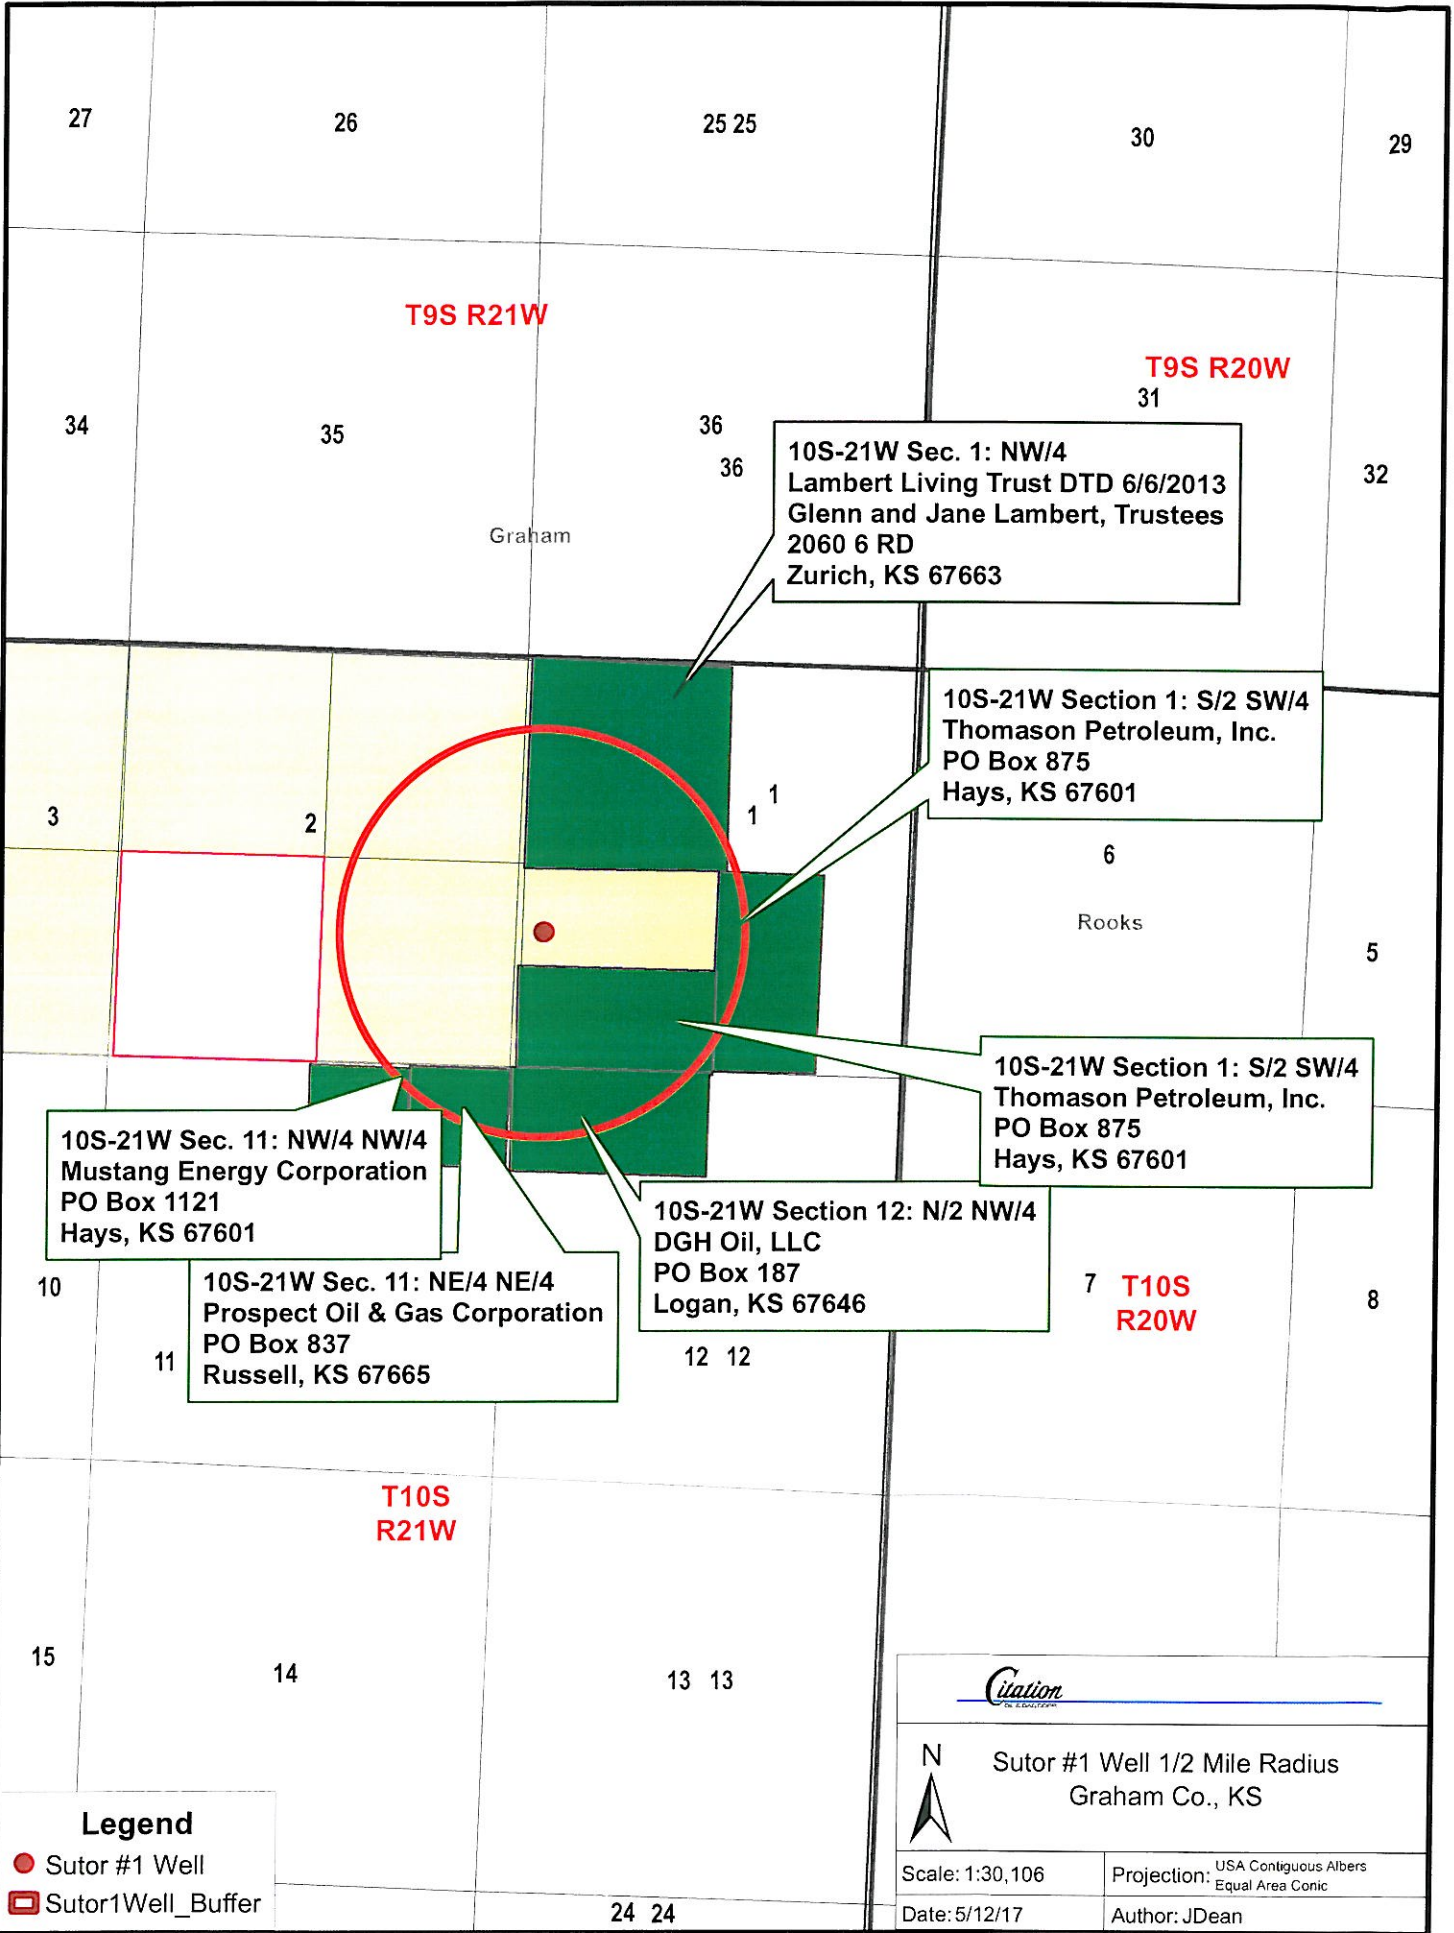 27
26
25 25
30
29
T9S R21W
T9S R20W
31
34
35
36
36
32
Graham
10S-21W Sec. 1: NW/4
Lambert Living Trust DTD 6/6/2013
Glenn and Jane Lambert, Trustees
2060 6 RD
Zurich, KS 67663
10S-21W Section 1: S/2 SW/4
Thomason Petroleum, Inc.
PO Box 875
Hays, KS 67601
3
2
1
1
6
Rooks
5
10S-21W Section 1: S/2 SW/4
Thomason Petroleum, Inc.
PO Box 875
Hays, KS 67601
10S-21W Sec. 11: NW/4 NW/4
Mustang Energy Corporation
PO Box 1121
Hays, KS 67601
10S-21W Section 12: N/2 NW/4
DGH Oil, LLC
PO Box 187
Logan, KS 67646
10S-21W Sec. 11: NE/4 NE/4
Prospect Oil & Gas Corporation
PO Box 837
Russell, KS 67665
10
11
12 12
7
T10S
R20W
8
T10S
R21W
15
14
13 13
24 24
Legend
Sutor #1 Well
Sutor1Well_Buffer
Citation
OIL & GAS CORP.
N
Sutor #1 Well 1/2 Mile Radius
Graham Co., KS
Scale: 1:30,106
Projection: USA Contiguous Albers
Equal Area Conic
Date: 5/12/17
Author: JDean